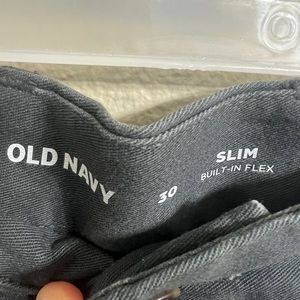 OLD NAVY
30
SLIM
BUILT-IN FLEX